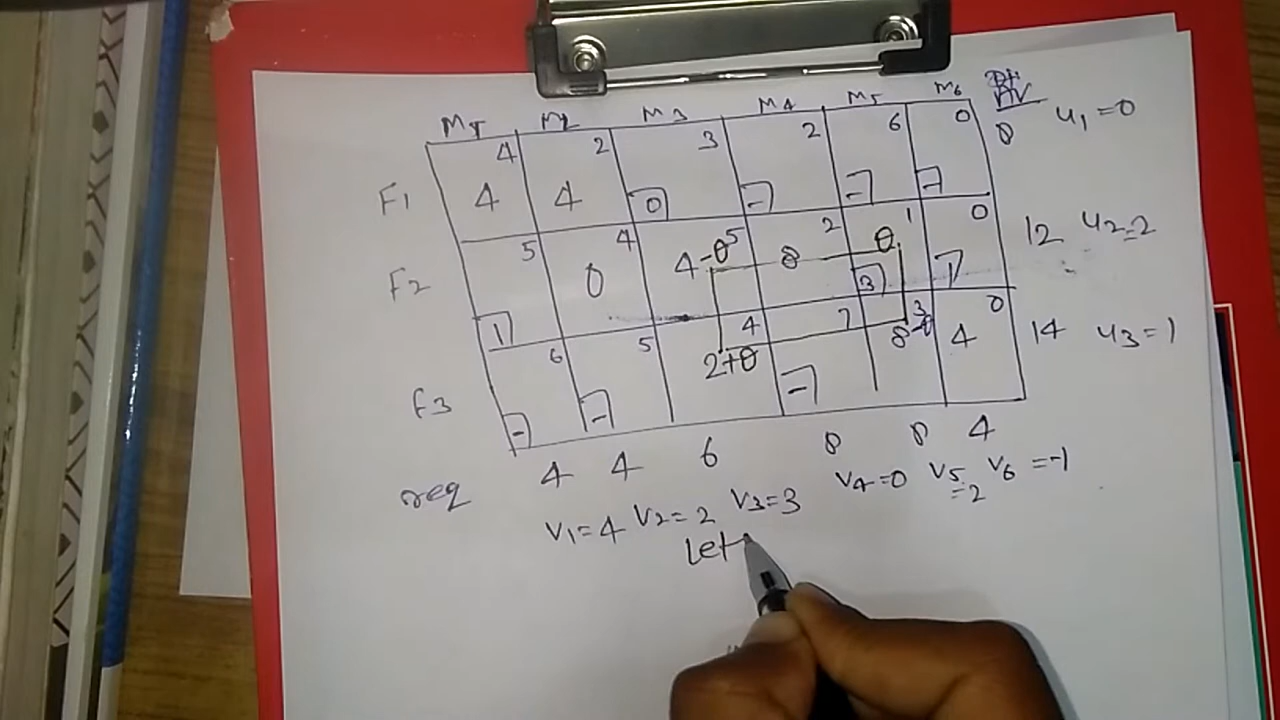 M1 M2 M3 M4 M5 M6
4 2 3 2 6 0
F1 4 4 0 - - - 8 u1=0
5 4 5 2 1 0
F2 0 4-θ 8 θ 12 u2=2
1 3 1
6 5 4 7 3 0
F3 2+θ 8-θ 4 14 u3=1
- - -
req 4 4 6 8 8 4
V1=4 V2=2 V3=3 V4=0 V5=2 V6=-1
Let